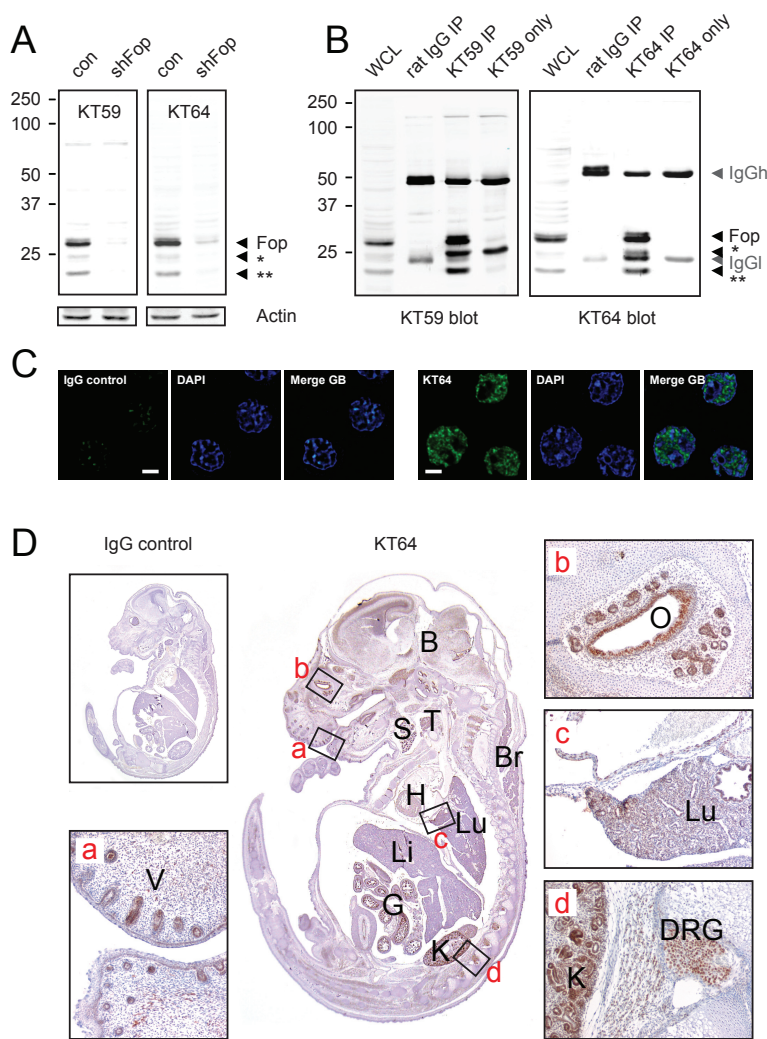 A
con
shFop
con
shFop
250
100
50
37
25
KT59
KT64
Fop
*
**
Actin
B
WCL
rat IgG IP
KT59 IP
KT59 only
WCL
rat IgG IP
KT64 IP
KT64 only
250
100
50
37
25
IgGh
Fop
*
IgGl
**
KT59 blot
KT64 blot
C
IgG control
DAPI
Merge GB
KT64
DAPI
Merge GB
D
IgG control
KT64
b
O
B
b
S
T
a
Br
c
Lu
H
Lu
c
Li
G
a
V
K
d
d
DRG
K